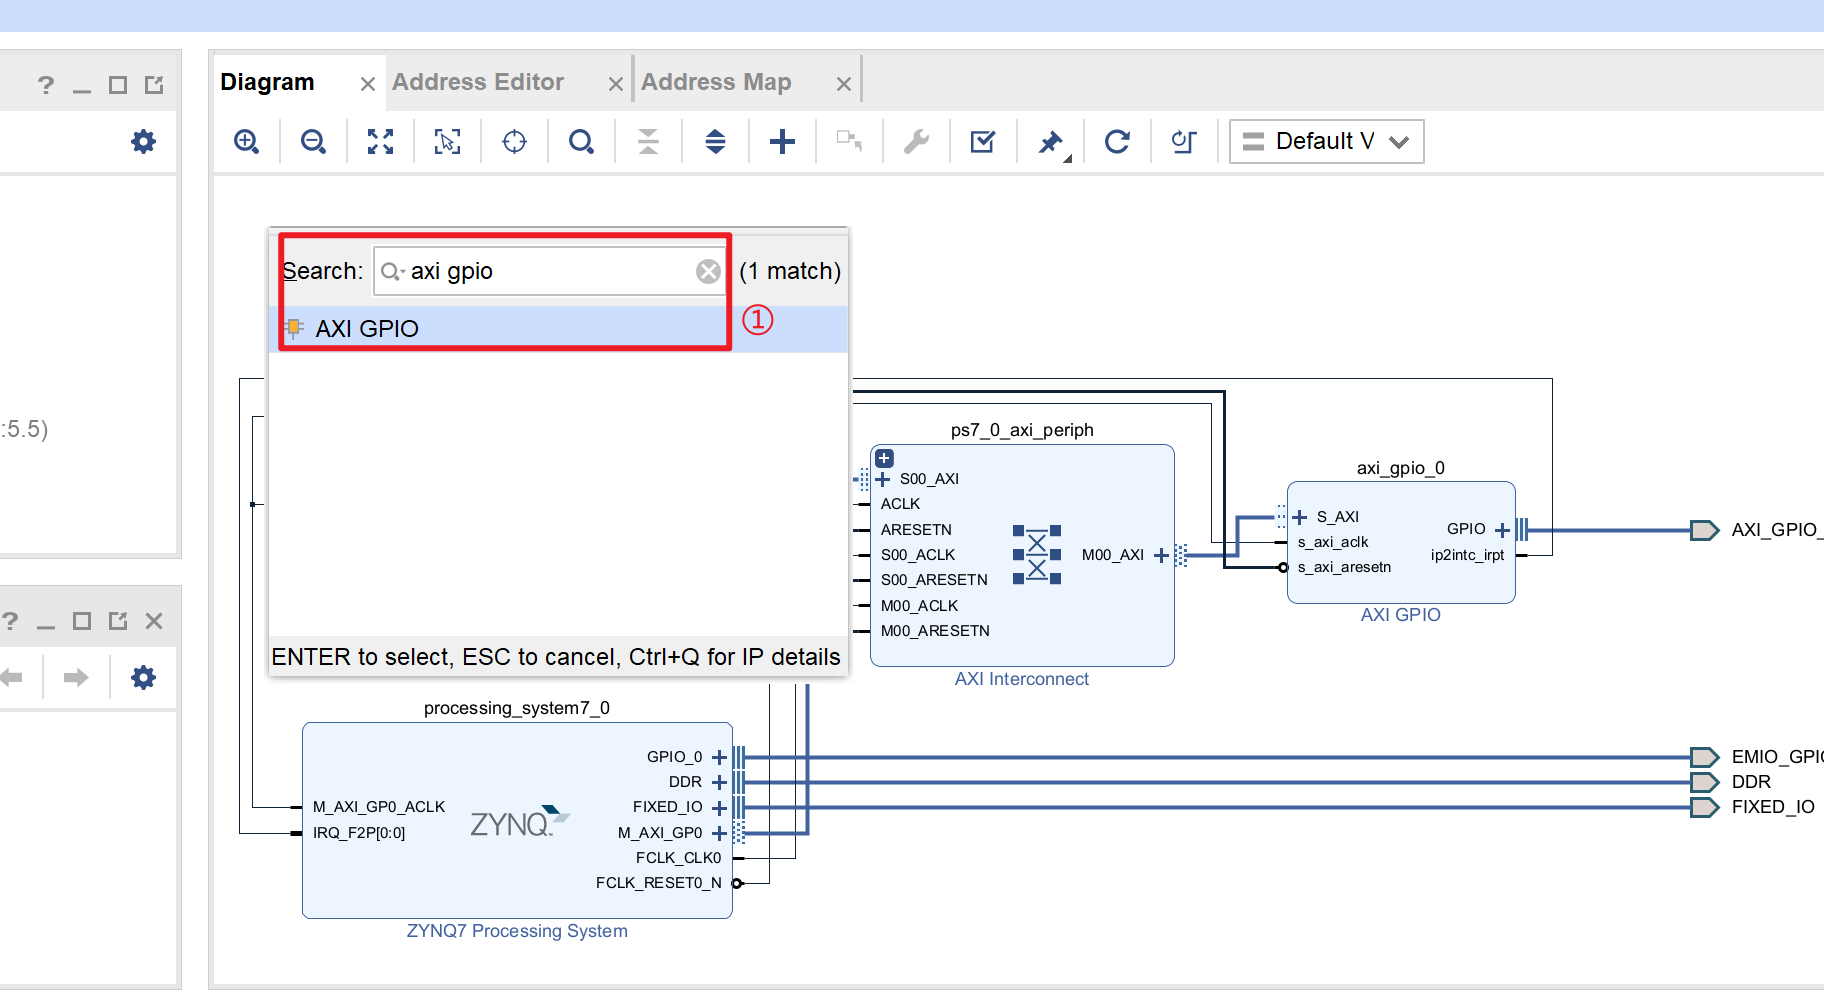 Diagram
Address Editor
Address Map
Default V
:5.5)
Search:
axi gpio
(1 match)
AXI GPIO
①
ENTER to select, ESC to cancel, Ctrl+Q for IP details
ps7_0_axi_periph
S00_AXI
ACLK
ARESETN
S00_ACLK
S00_ARESETN
M00_ACLK
M00_ARESETN
M00_AXI
AXI Interconnect
axi_gpio_0
S_AXI
s_axi_aclk
s_axi_aresetn
GPIO
ip2intc_irpt
AXI GPIO
AXI_GPIO_
processing_system7_0
M_AXI_GP0_ACLK
IRQ_F2P[0:0]
ZYNQ
GPIO_0
DDR
FIXED_IO
M_AXI_GP0
FCLK_CLK0
FCLK_RESET0_N
ZYNQ7 Processing System
EMIO_GPIO
DDR
FIXED_IO